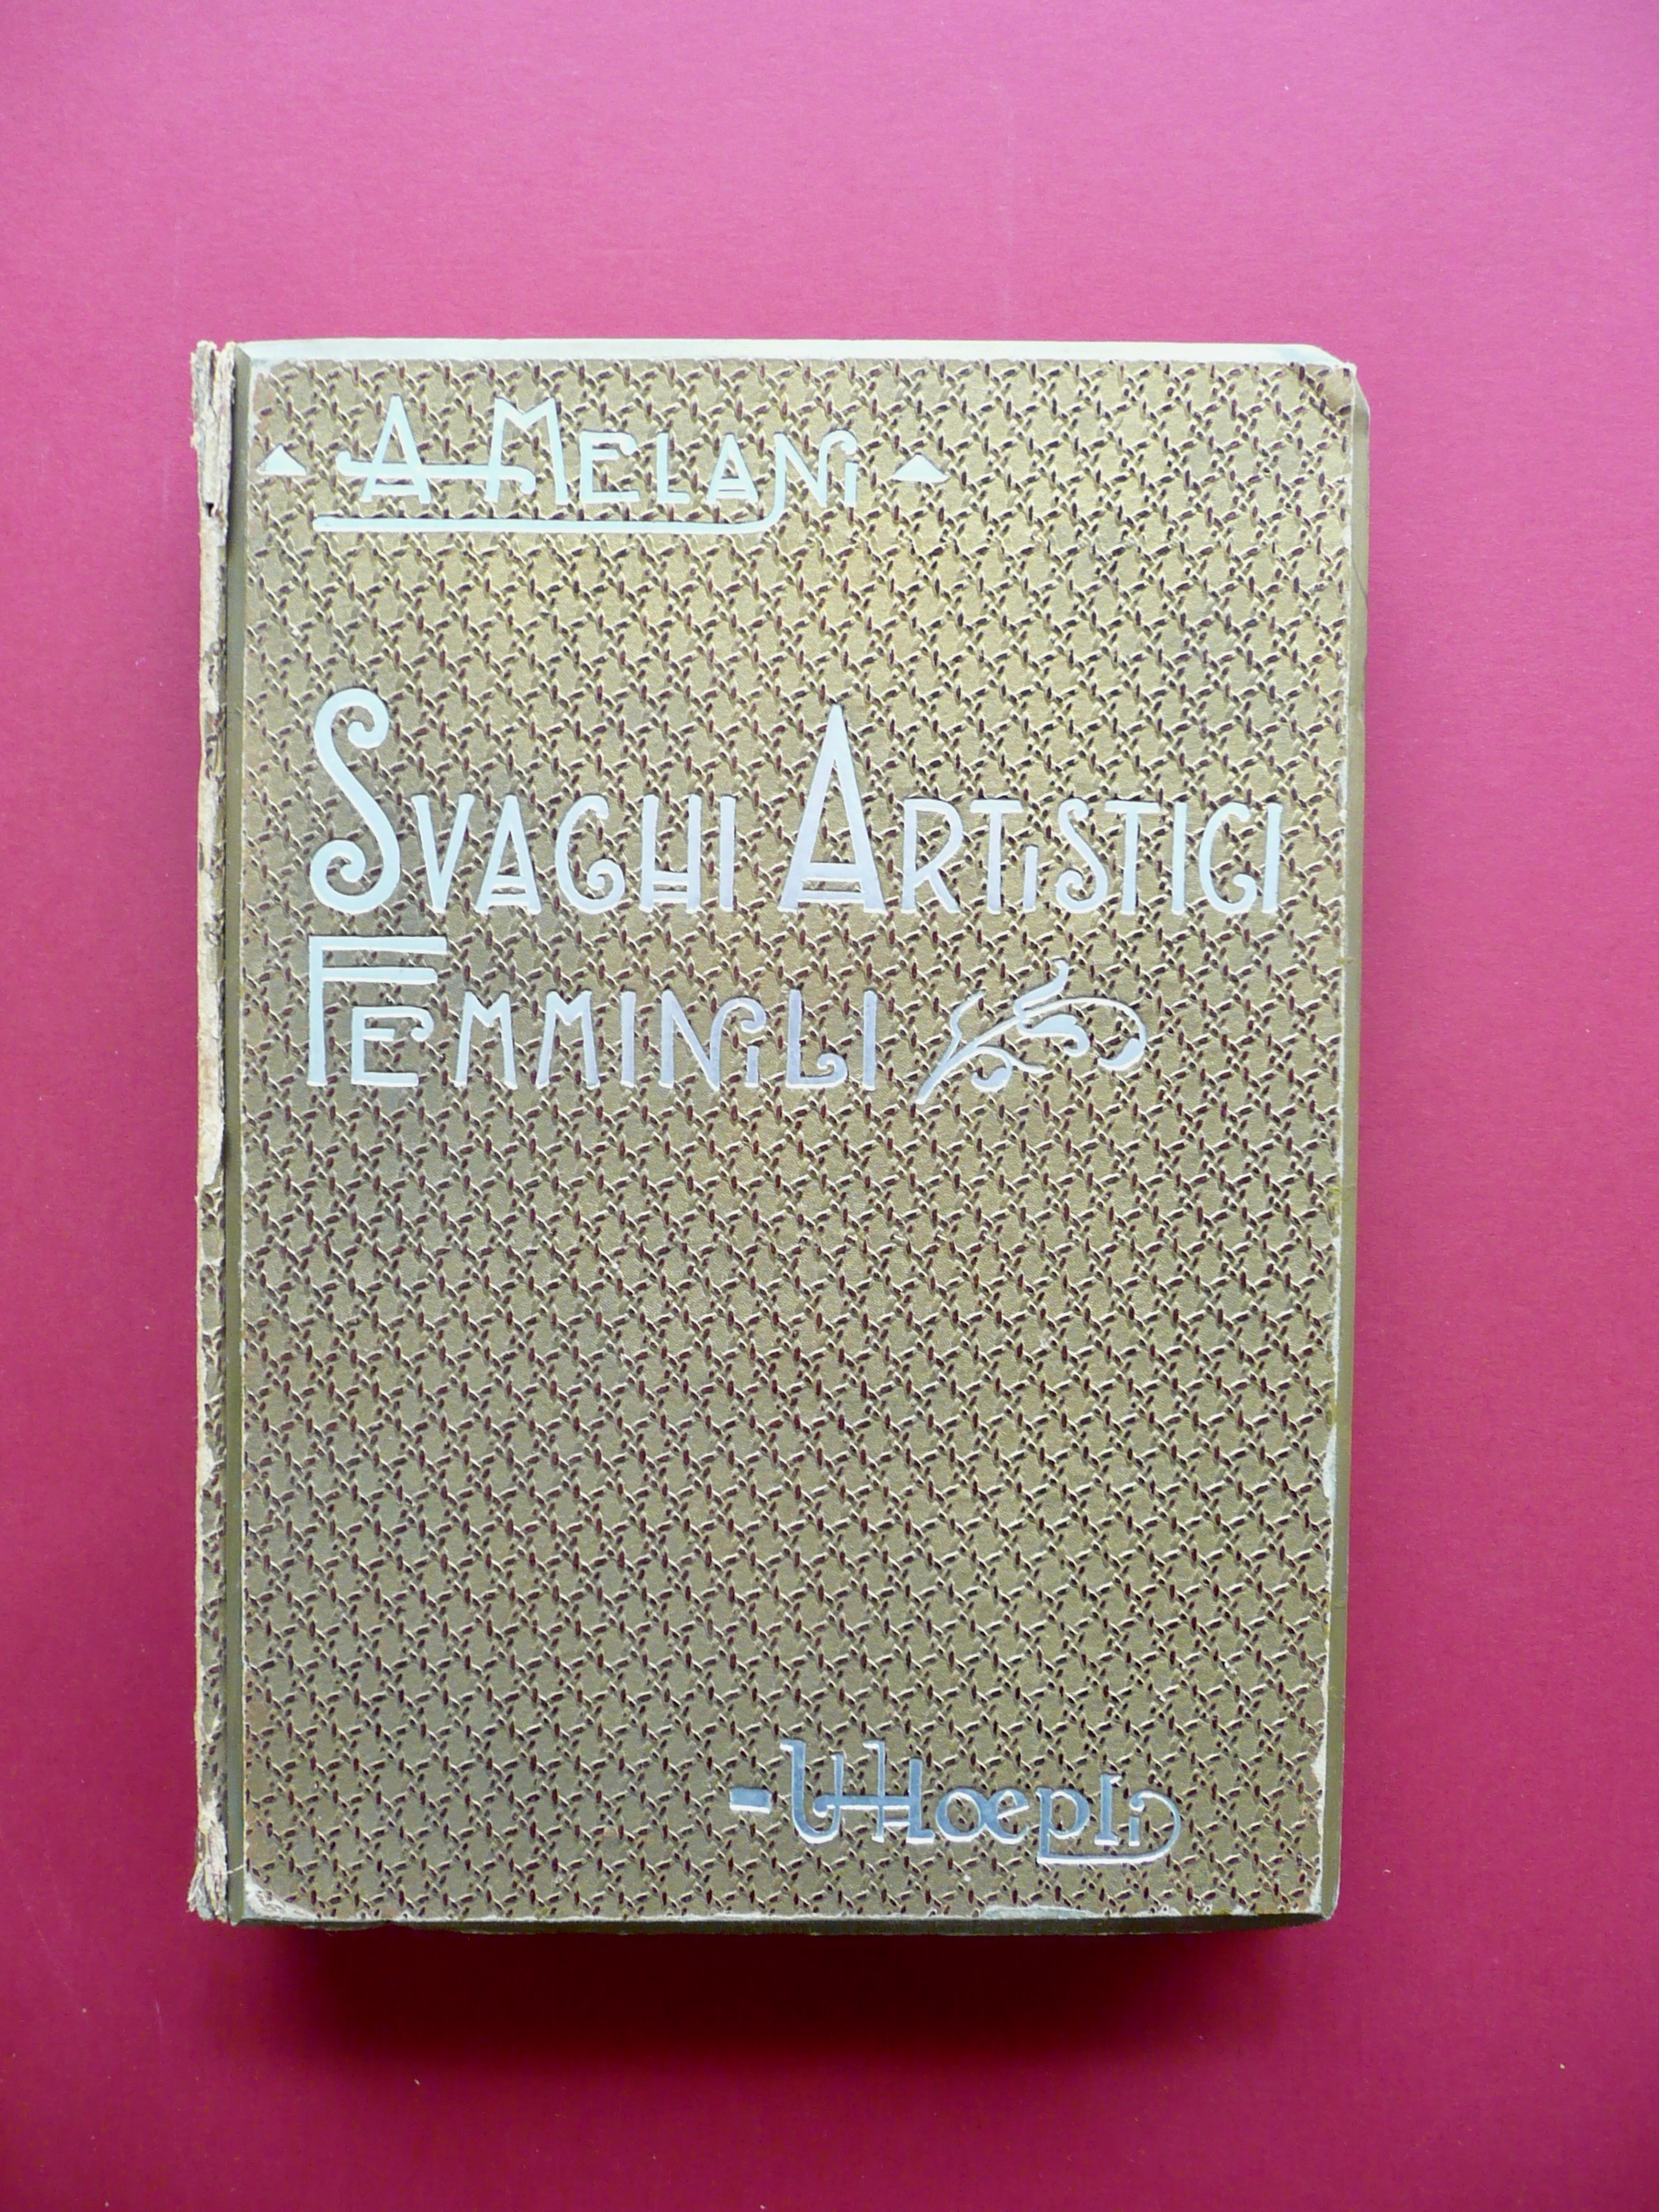 A MELANi
SVAGHI ARTiSTICI
FEMMINiLI
U Hoepli